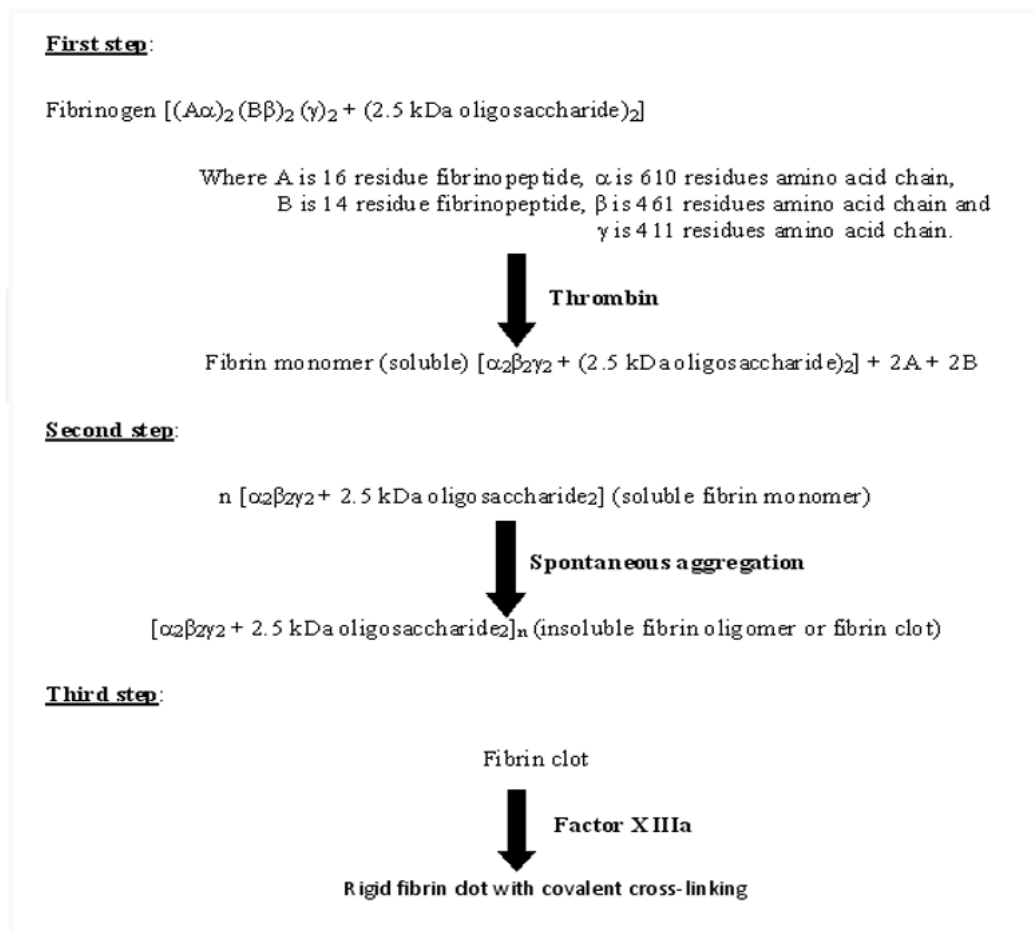 First step:
Fibrinogen [(Aα)₂ (Bβ)₂ (γ)₂ + (2.5 kDa oligosaccharide)₂]
Where A is 16 residue fibrinopeptide, α is 610 residues amino acid chain,
B is 14 residue fibrinopeptide, β is 461 residues amino acid chain and
γ is 411 residues amino acid chain.
Thrombin
Fibrin monomer (soluble) [α₂β₂γ₂ + (2.5 kDa oligosaccharide)₂] + 2A + 2B
Second step:
n [α₂β₂γ₂ + 2.5 kDa oligo saccharide₂] (soluble fibrin monomer)
Spontaneous aggregation
[α₂β₂γ₂ + 2.5 kDa oligosaccharide₂]ₙ (insoluble fibrin oligomer or fibrin clot)
Third step:
Fibrin clot
Factor XIIIa
Rigid fibrin clot with covalent cross-linking